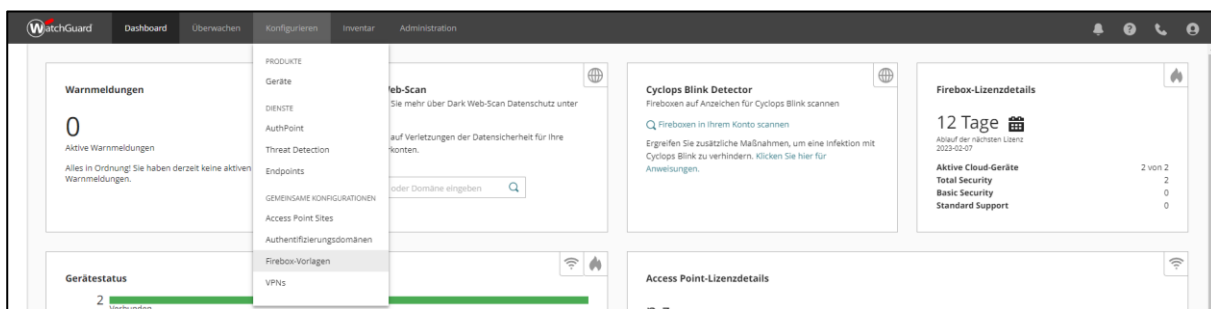 WatchGuard Dashboard Überwachen Konfigurieren Inventar Administration
PRODUKTE
Geräte
DIENSTE
AuthPoint
Threat Detection
Endpoints
GEMEINSAME KONFIGURATIONEN
Access Point Sites
Authentifizierungsdomänen
Firebox-Vorlagen
VPNs
Warnmeldungen
0
Aktive Warnmeldungen
Alles in Ordnung! Sie haben derzeit keine aktiven
Warnmeldungen.
eb-Scan
Sie mehr über Dark Web-Scan Datenschutz unter
auf Verletzungen der Datensicherheit für Ihre
konten.
oder Domäne eingeben
Cyclops Blink Detector
Fireboxen auf Anzeichen für Cyclops Blink scannen
Fireboxen in Ihrem Konto scannen
Ergreifen Sie zusätzliche Maßnahmen, um eine Infektion mit
Cyclops Blink zu verhindern. Klicken Sie hier für
Anweisungen.
Firebox-Lizenzdetails
12 Tage
Ablauf der nächsten Lizenz
2023-02-07
Aktive Cloud-Geräte 2 von 2
Total Security 2
Basic Security 0
Standard Support 0
Gerätestatus
2
Verbunden
Access Point-Lizenzdetails